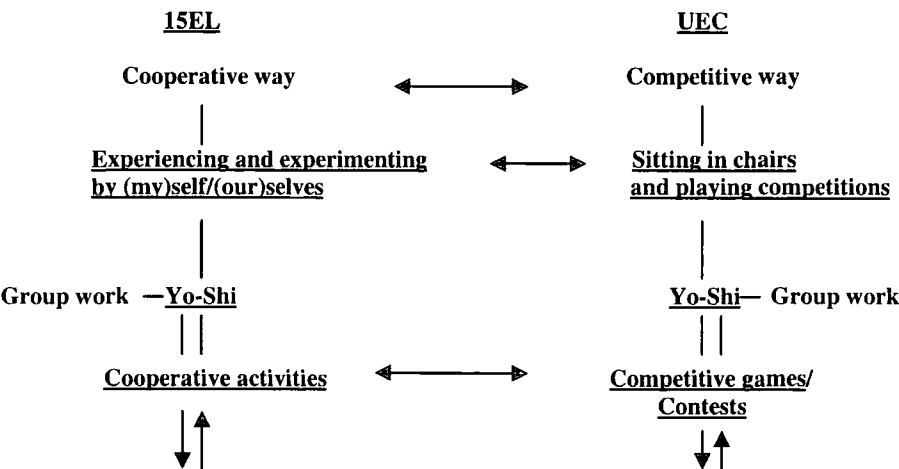 15EL
UEC
Cooperative way
Competitive way
Experiencing and experimenting
by (my)self/(our)selves
Sitting in chairs
and playing competitions
Group work —Yo-Shi
Yo-Shi— Group work
Cooperative activities
Competitive games/
Contests